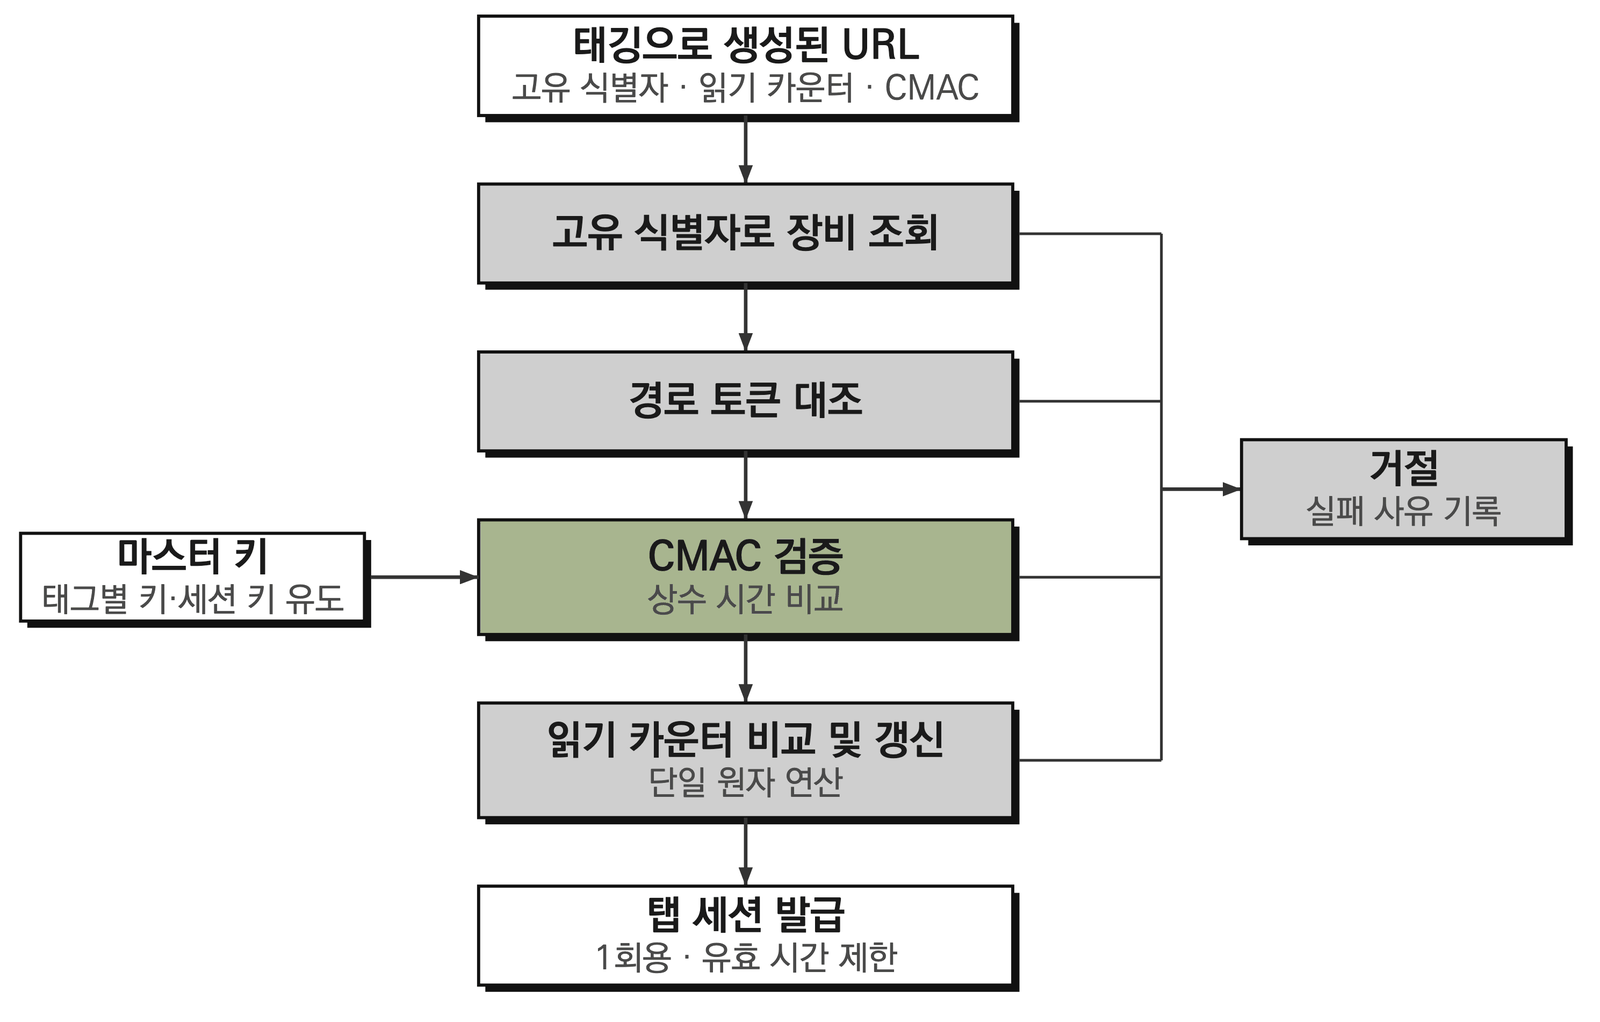 태깅으로 생성된 URL
고유 식별자 · 읽기 카운터 · CMAC
고유 식별자로 장비 조회
경로 토큰 대조
거절
실패 사유 기록
마스터 키
태그별 키·세션 키 유도
CMAC 검증
상수 시간 비교
읽기 카운터 비교 및 갱신
단일 원자 연산
탭 세션 발급
1회용 · 유효 시간 제한